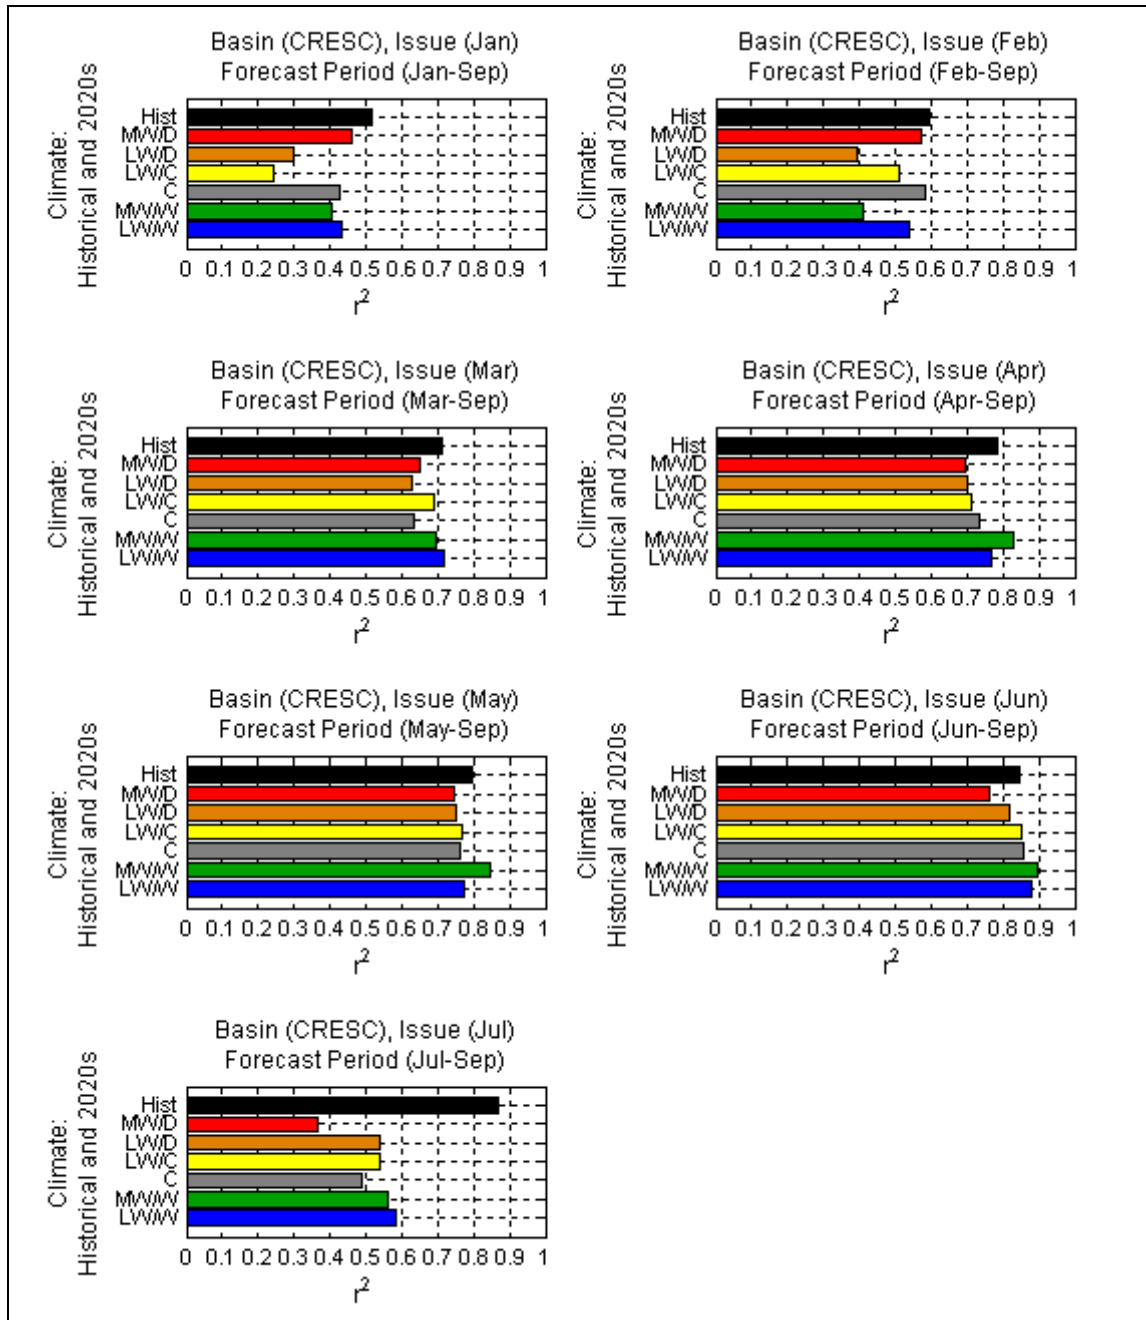 Basin (CRESC), Issue (Jan)
Forecast Period (Jan-Sep)
Climate:
Historical and 2020s
Hist
MW/D
LW/D
LW/C
C
MW/W
LW/W
0 0.1 0.2 0.3 0.4 0.5 0.6 0.7 0.8 0.9 1
r²
Basin (CRESC), Issue (Feb)
Forecast Period (Feb-Sep)
Climate:
Historical and 2020s
Hist
MW/D
LW/D
LW/C
C
MW/W
LW/W
0 0.1 0.2 0.3 0.4 0.5 0.6 0.7 0.8 0.9 1
r²
Basin (CRESC), Issue (Mar)
Forecast Period (Mar-Sep)
Climate:
Historical and 2020s
Hist
MW/D
LW/D
LW/C
C
MW/W
LW/W
0 0.1 0.2 0.3 0.4 0.5 0.6 0.7 0.8 0.9 1
r²
Basin (CRESC), Issue (Apr)
Forecast Period (Apr-Sep)
Climate:
Historical and 2020s
Hist
MW/D
LW/D
LW/C
C
MW/W
LW/W
0 0.1 0.2 0.3 0.4 0.5 0.6 0.7 0.8 0.9 1
r²
Basin (CRESC), Issue (May)
Forecast Period (May-Sep)
Climate:
Historical and 2020s
Hist
MW/D
LW/D
LW/C
C
MW/W
LW/W
0 0.1 0.2 0.3 0.4 0.5 0.6 0.7 0.8 0.9 1
r²
Basin (CRESC), Issue (Jun)
Forecast Period (Jun-Sep)
Climate:
Historical and 2020s
Hist
MW/D
LW/D
LW/C
C
MW/W
LW/W
0 0.1 0.2 0.3 0.4 0.5 0.6 0.7 0.8 0.9 1
r²
Basin (CRESC), Issue (Jul)
Forecast Period (Jul-Sep)
Climate:
Historical and 2020s
Hist
MW/D
LW/D
LW/C
C
MW/W
LW/W
0 0.1 0.2 0.3 0.4 0.5 0.6 0.7 0.8 0.9 1
r²